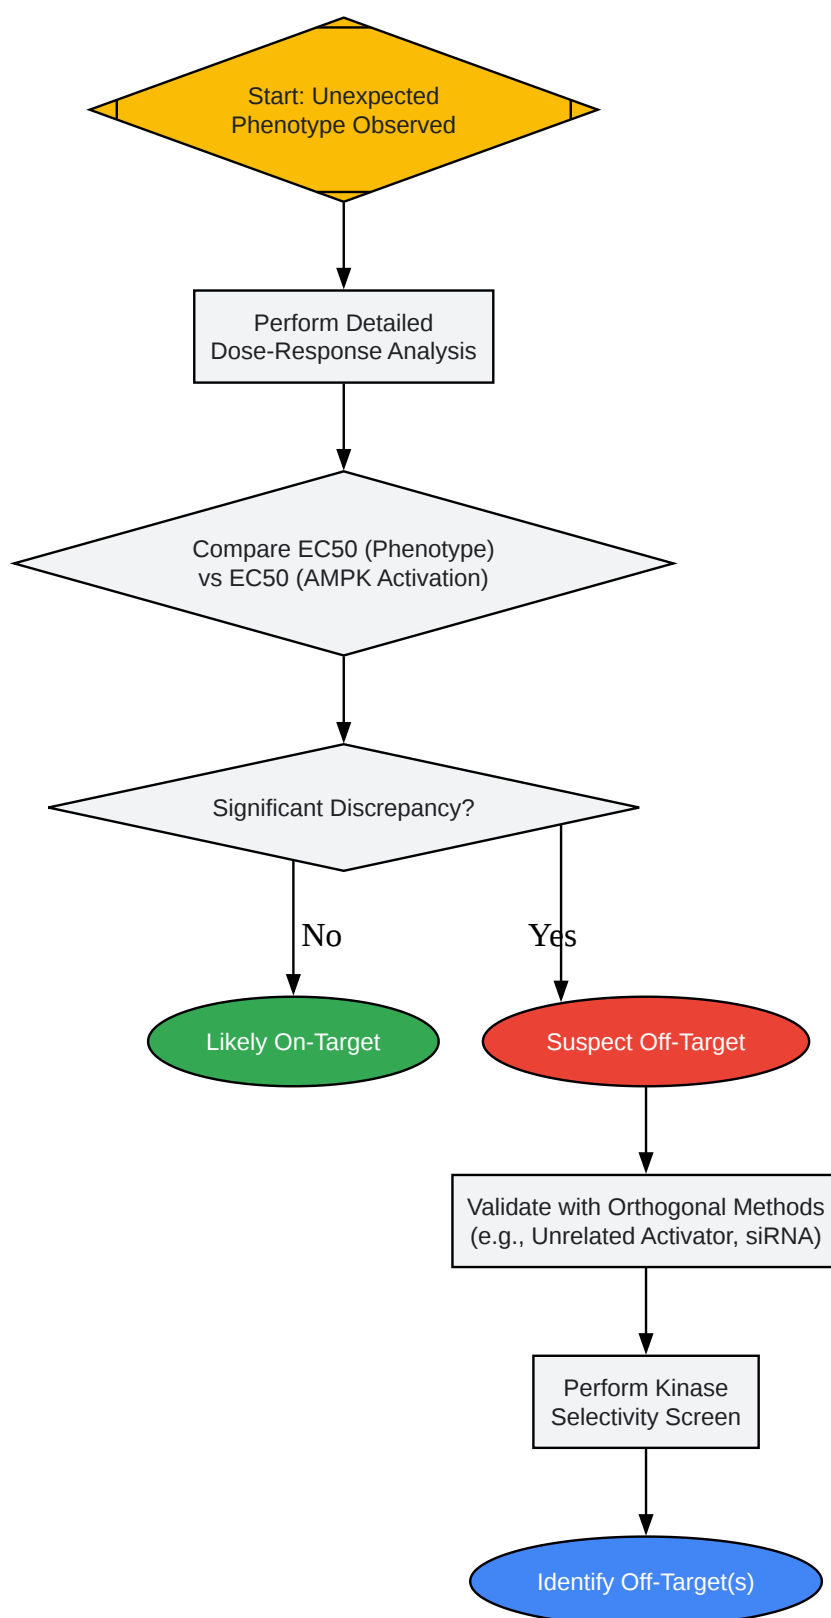 Start: Unexpected
Phenotype Observed
Perform Detailed
Dose-Response Analysis
Compare EC50 (Phenotype)
vs EC50 (AMPK Activation)
Significant Discrepancy?
No
Yes
Likely On-Target
Suspect Off-Target
Validate with Orthogonal Methods
(e.g., Unrelated Activator, siRNA)
Perform Kinase
Selectivity Screen
Identify Off-Target(s)